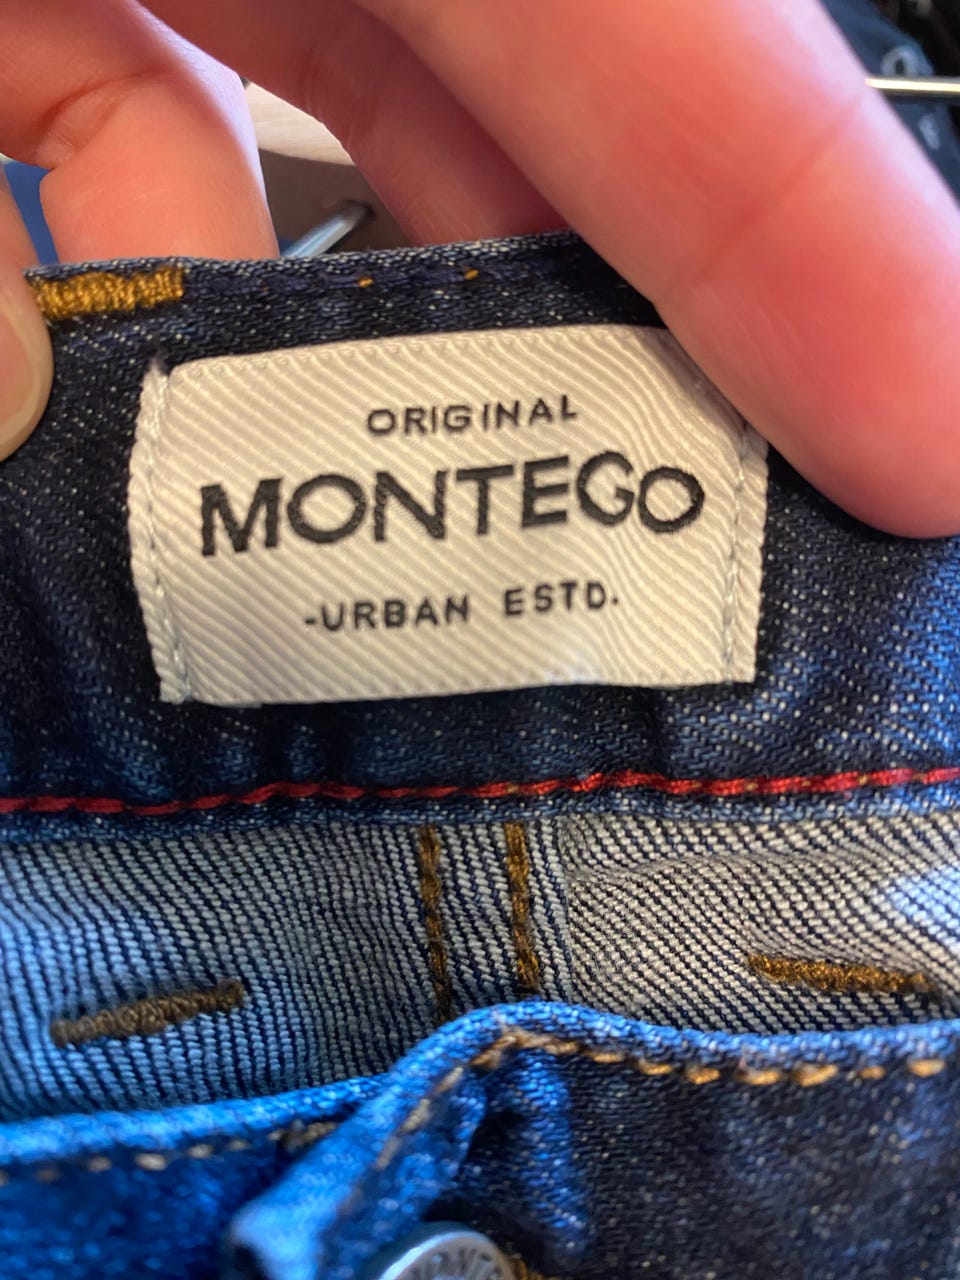 ORIGINAL
MONTEGO
-URBAN ESTD.